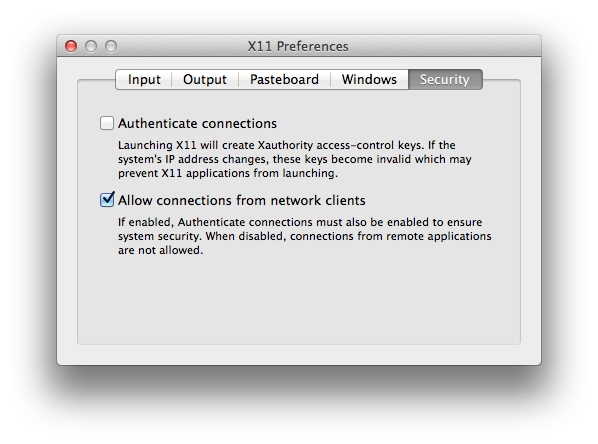 X11 Preferences
Input Output Pasteboard Windows Security
Authenticate connections
Launching X11 will create Xauthority access-control keys. If the
system's IP address changes, these keys become invalid which may
prevent X11 applications from launching.
Allow connections from network clients
If enabled, Authenticate connections must also be enabled to ensure
system security. When disabled, connections from remote applications
are not allowed.